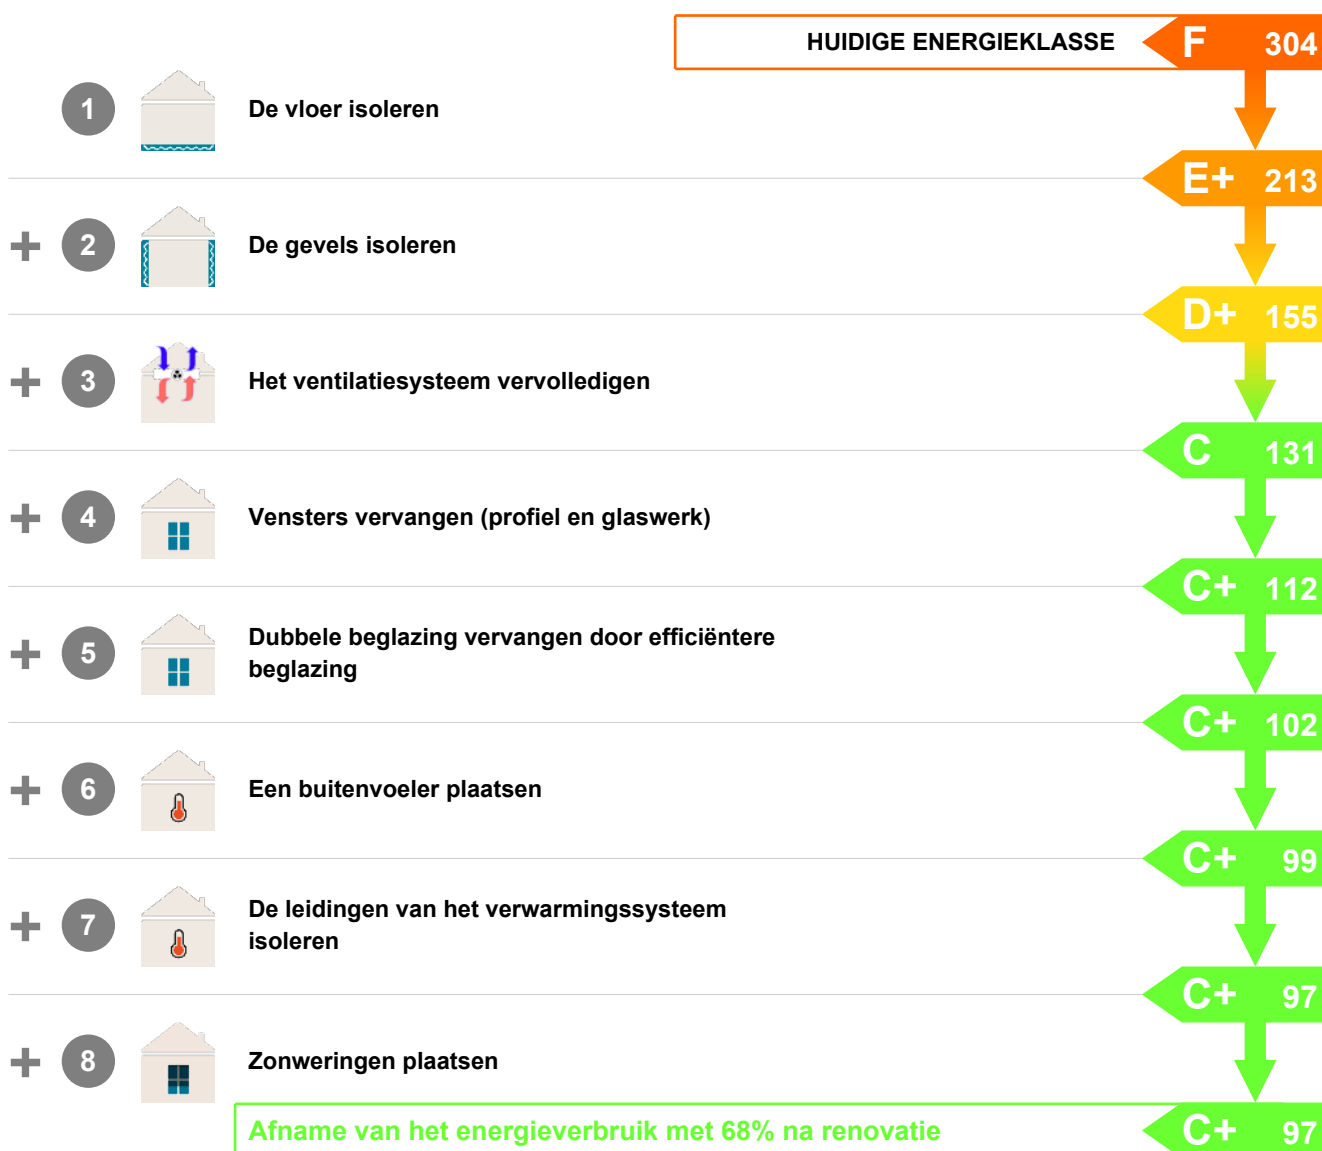 HUIDIGE ENERGIEKLASSE F 304
1 De vloer isoleren
E+ 213
+ 2 De gevels isoleren
D+ 155
+ 3 Het ventilatiesysteem vervolledigen
C 131
+ 4 Vensters vervangen (profiel en glaswerk)
C+ 112
+ 5 Dubbele beglazing vervangen door efficiëntere
beglazing
C+ 102
+ 6 Een buitenvoeler plaatsen
C+ 99
+ 7 De leidingen van het verwarmingssysteem
isoleren
C+ 97
+ 8 Zonweringen plaatsen
Afname van het energieverbruik met 68% na renovatie C+ 97